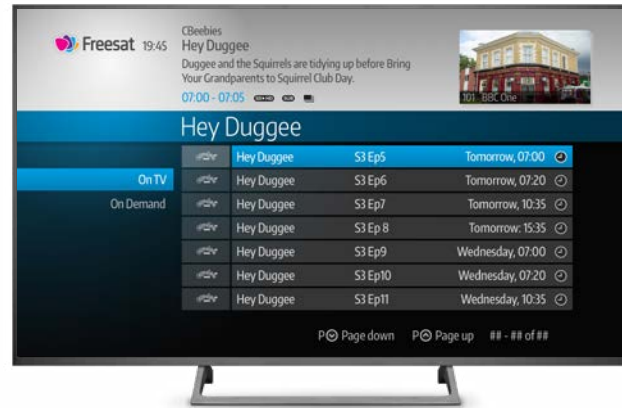 Freesat 19:45
CBeebies
Hey Duggee
Duggee and the Squirrels are tidying up before Bring
Your Grandparents to Squirrel Club Day.
07:00 - 07:05
101 BBC One
Hey Duggee
On TV
On Demand
Hey Duggee S3 Ep5 Tomorrow, 07:00
Hey Duggee S3 Ep6 Tomorrow, 07:20
Hey Duggee S3 Ep7 Tomorrow, 10:35
Hey Duggee S3 Ep 8 Tomorrow: 15:35
Hey Duggee S3 Ep9 Wednesday, 07:00
Hey Duggee S3 Ep10 Wednesday, 07:20
Hey Duggee S3 Ep11 Wednesday, 10:35
P Page down P Page up ## - ## of ##